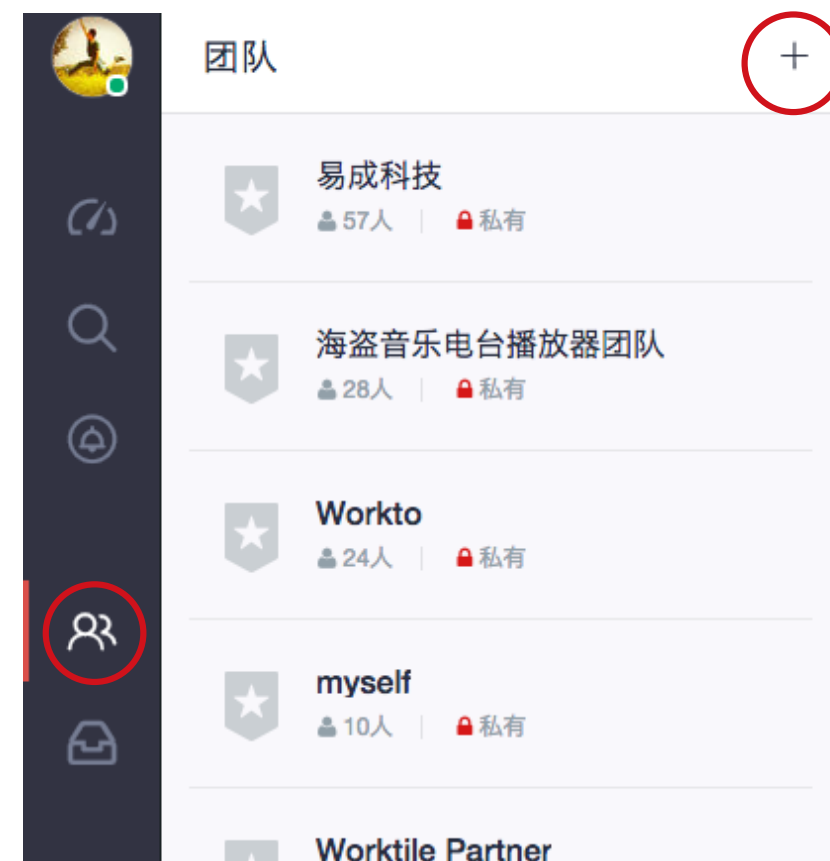 团队
易成科技
57人 私有
海盗音乐电台播放器团队
28人 私有
Workto
24人 私有
myself
10人 私有
Worktile Partner